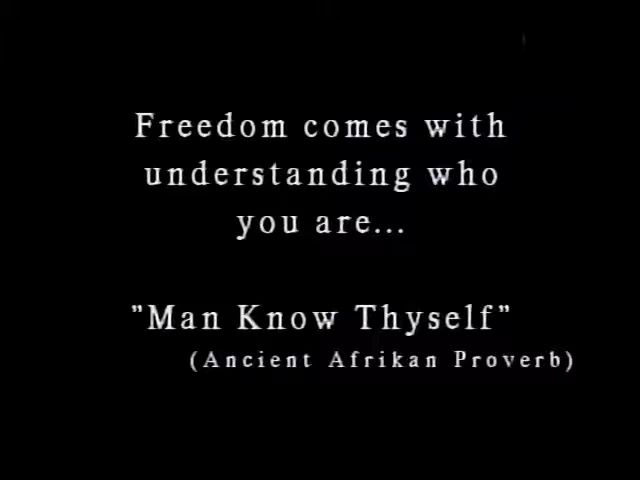 Freedom comes with
understanding who
you are...
"Man Know Thyself"
(Ancient Afrikan Proverb)